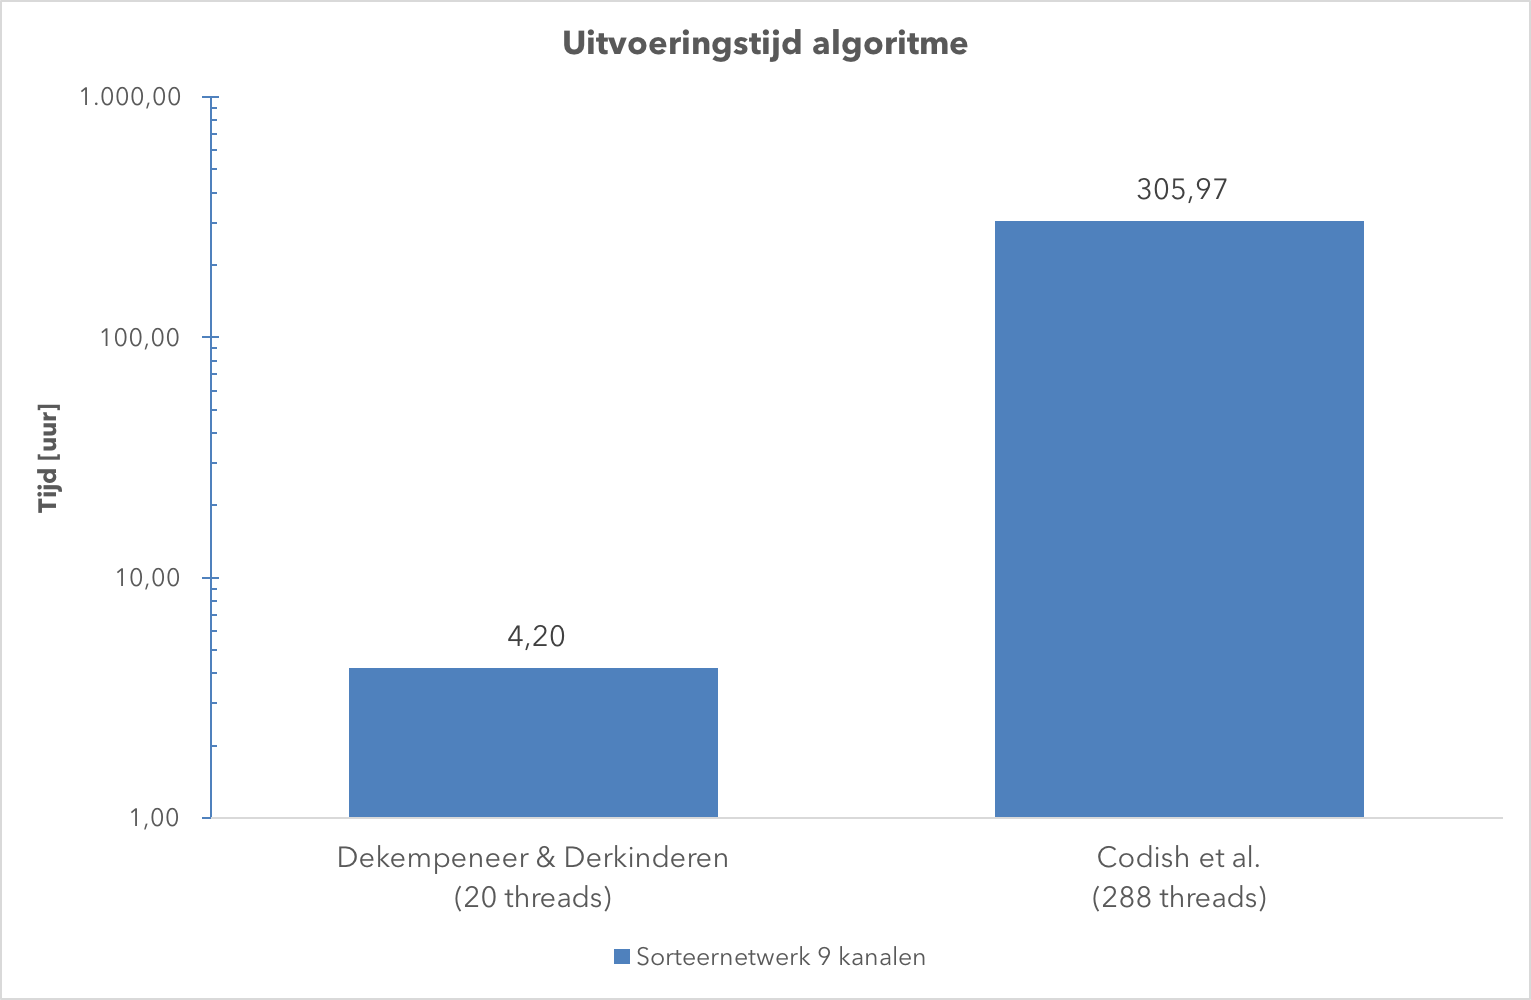 Uitvoeringstijd algoritme
1.000,00
100,00
10,00
1,00
Tijd [uur]
305,97
4,20
Dekempeneer & Derkinderen
(20 threads)
Codish et al.
(288 threads)
Sorteernetwerk 9 kanalen